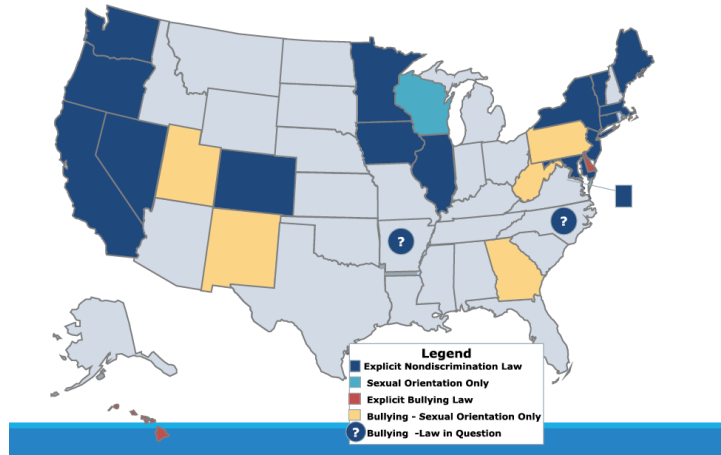 ?
?
Legend
Explicit Nondiscrimination Law
Sexual Orientation Only
Explicit Bullying Law
Bullying - Sexual Orientation Only
? Bullying -Law in Question